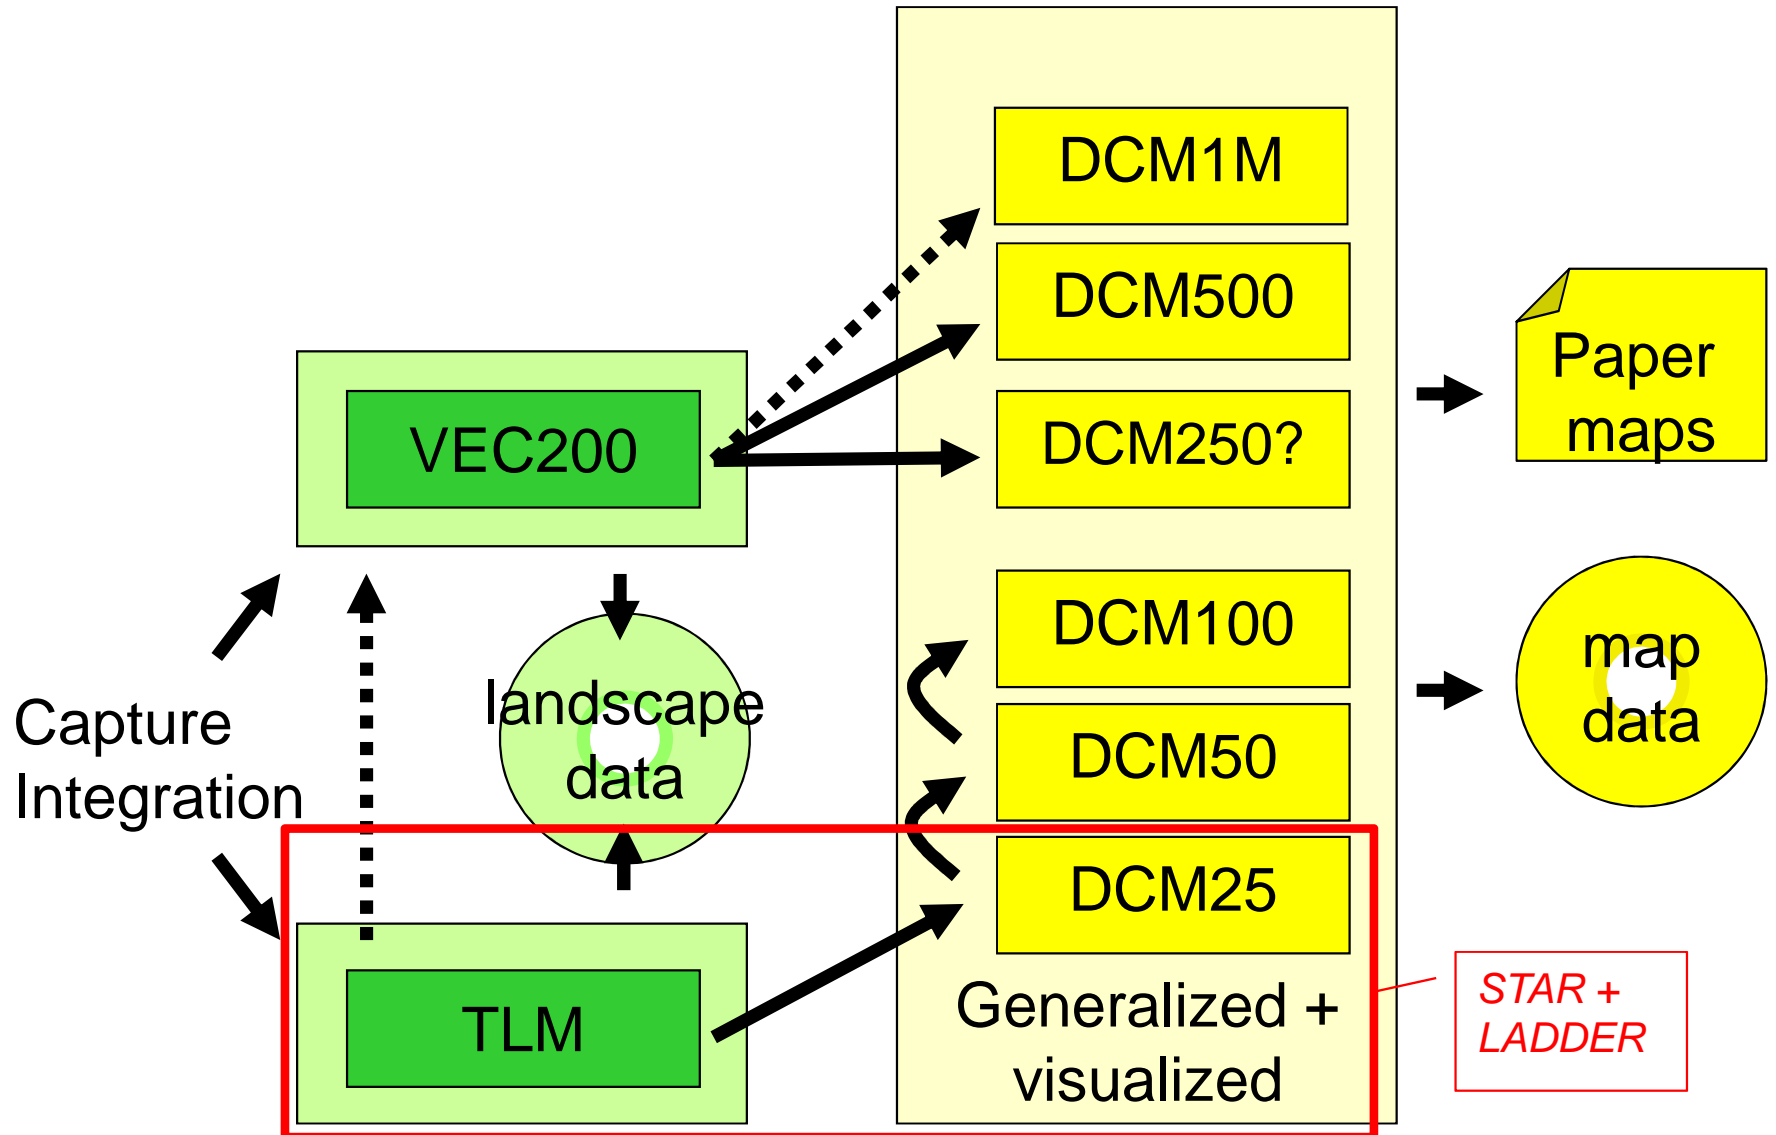 DCM1M
DCM500
DCM250?
VEC200
Paper
maps
DCM100
DCM50
DCM25
landscape
data
map
data
Capture
Integration
TLM
Generalized +
visualized
STAR +
LADDER